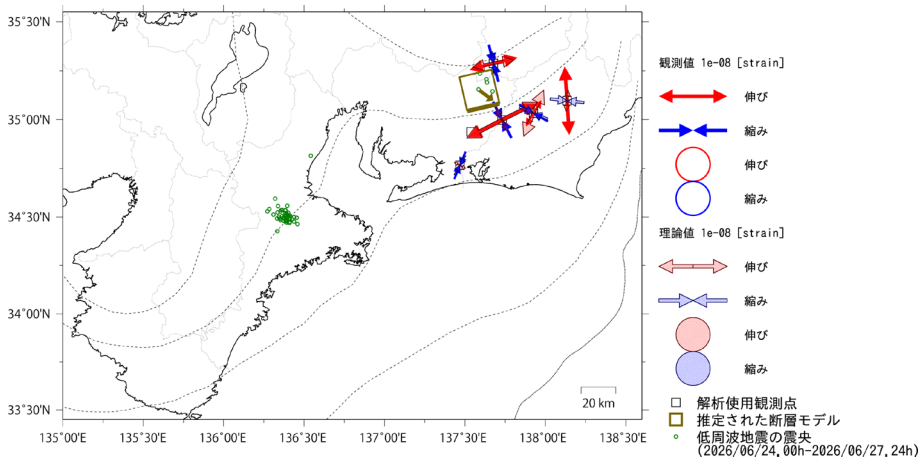 35°30'N
35°00'N
34°30'N
34°00'N
33°30'N
135°00'E
135°30'E
136°00'E
136°30'E
137°00'E
137°30'E
138°00'E
138°30'E
20 km
観測値 1e-08 [strain]
伸び
縮み
伸び
縮み
理論値 1e-08 [strain]
伸び
縮み
伸び
縮み
解析使用観測点
推定された断層モデル
低周波地震の震央
(2026/06/24,00h-2026/06/27,24h)